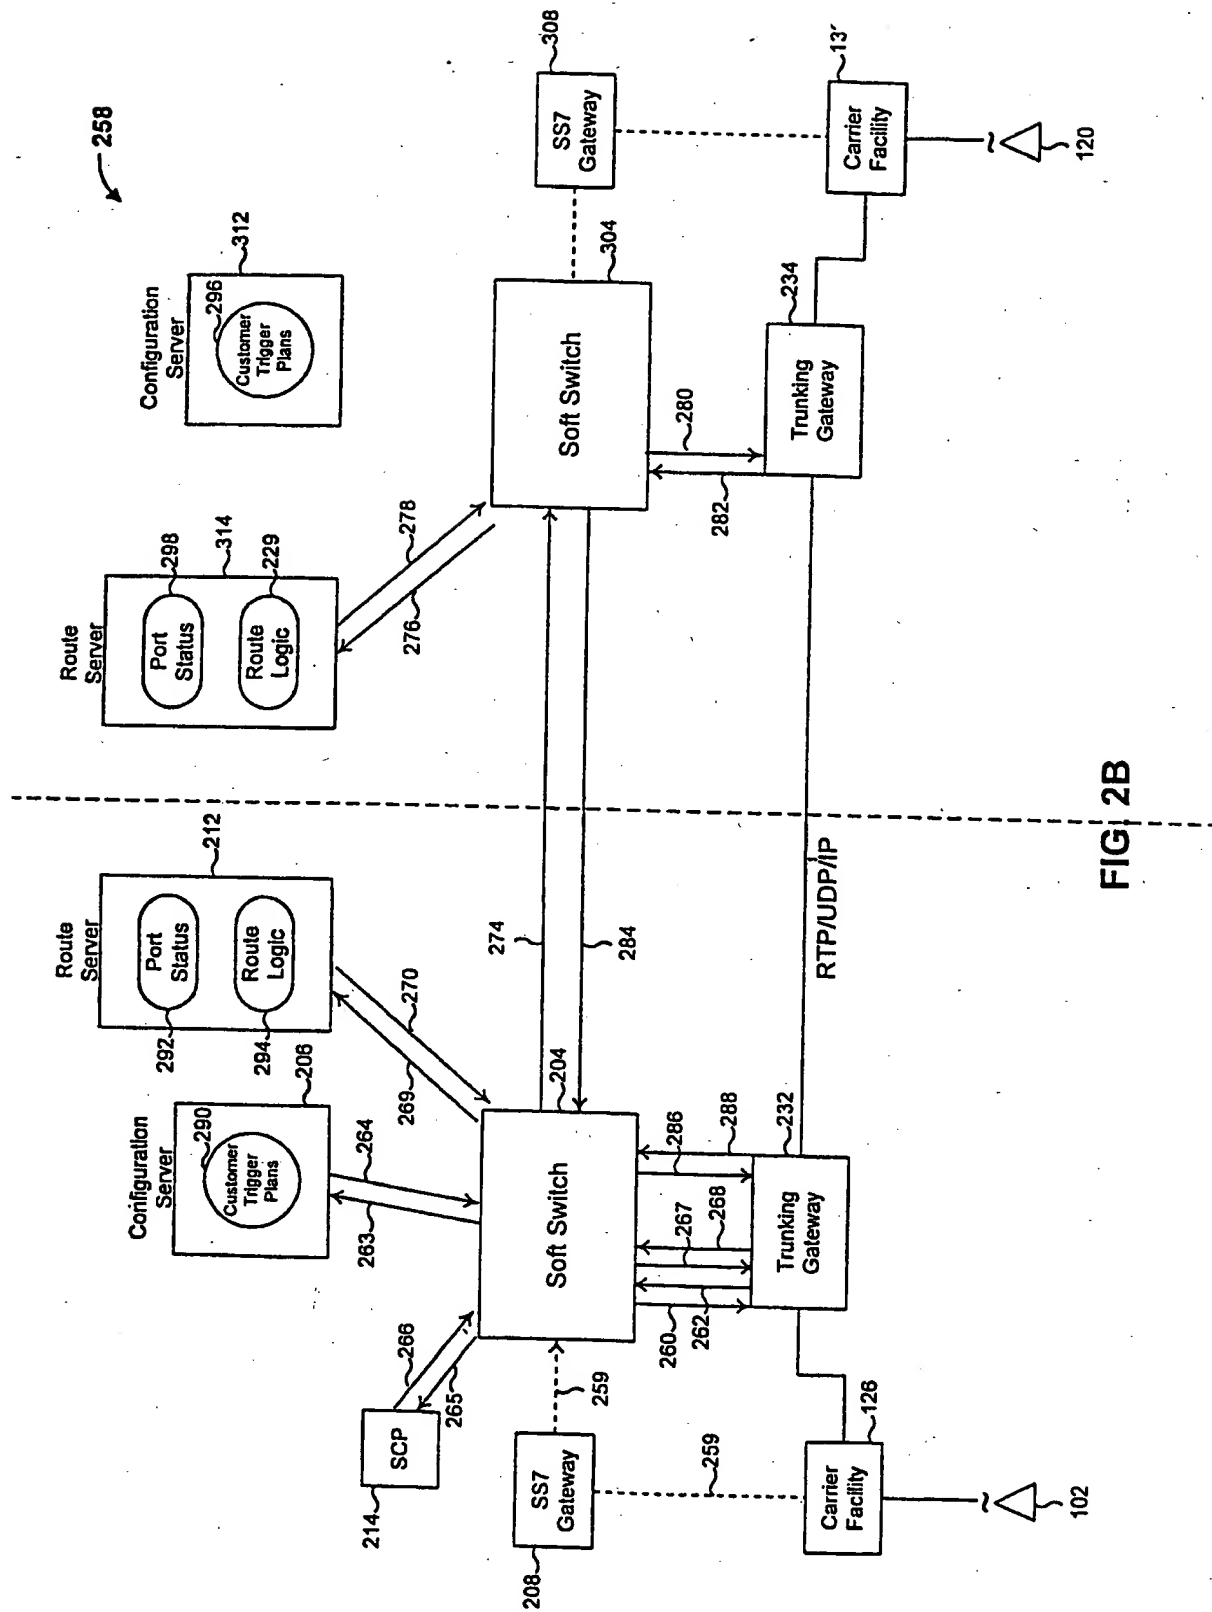 258
Route
Server
212
Port
Status
292
Route
Logic
294
Configuration
Server
206
290
Customer
Trigger
Plans
263
264
269
270
SCP
214
266
265
Soft Switch
204
SS7
Gateway
208
259
259
260
262
267
268
286
288
Trunking
Gateway
232
Carrier
Facility
126
102
274
284
RTP/UDP/IP
Route
Server
314
Port
Status
298
Route
Logic
229
Configuration
Server
312
296
Customer
Trigger
Plans
276
278
Soft Switch
304
SS7
Gateway
308
280
282
Trunking
Gateway
234
Carrier
Facility
120
FIG. 2B